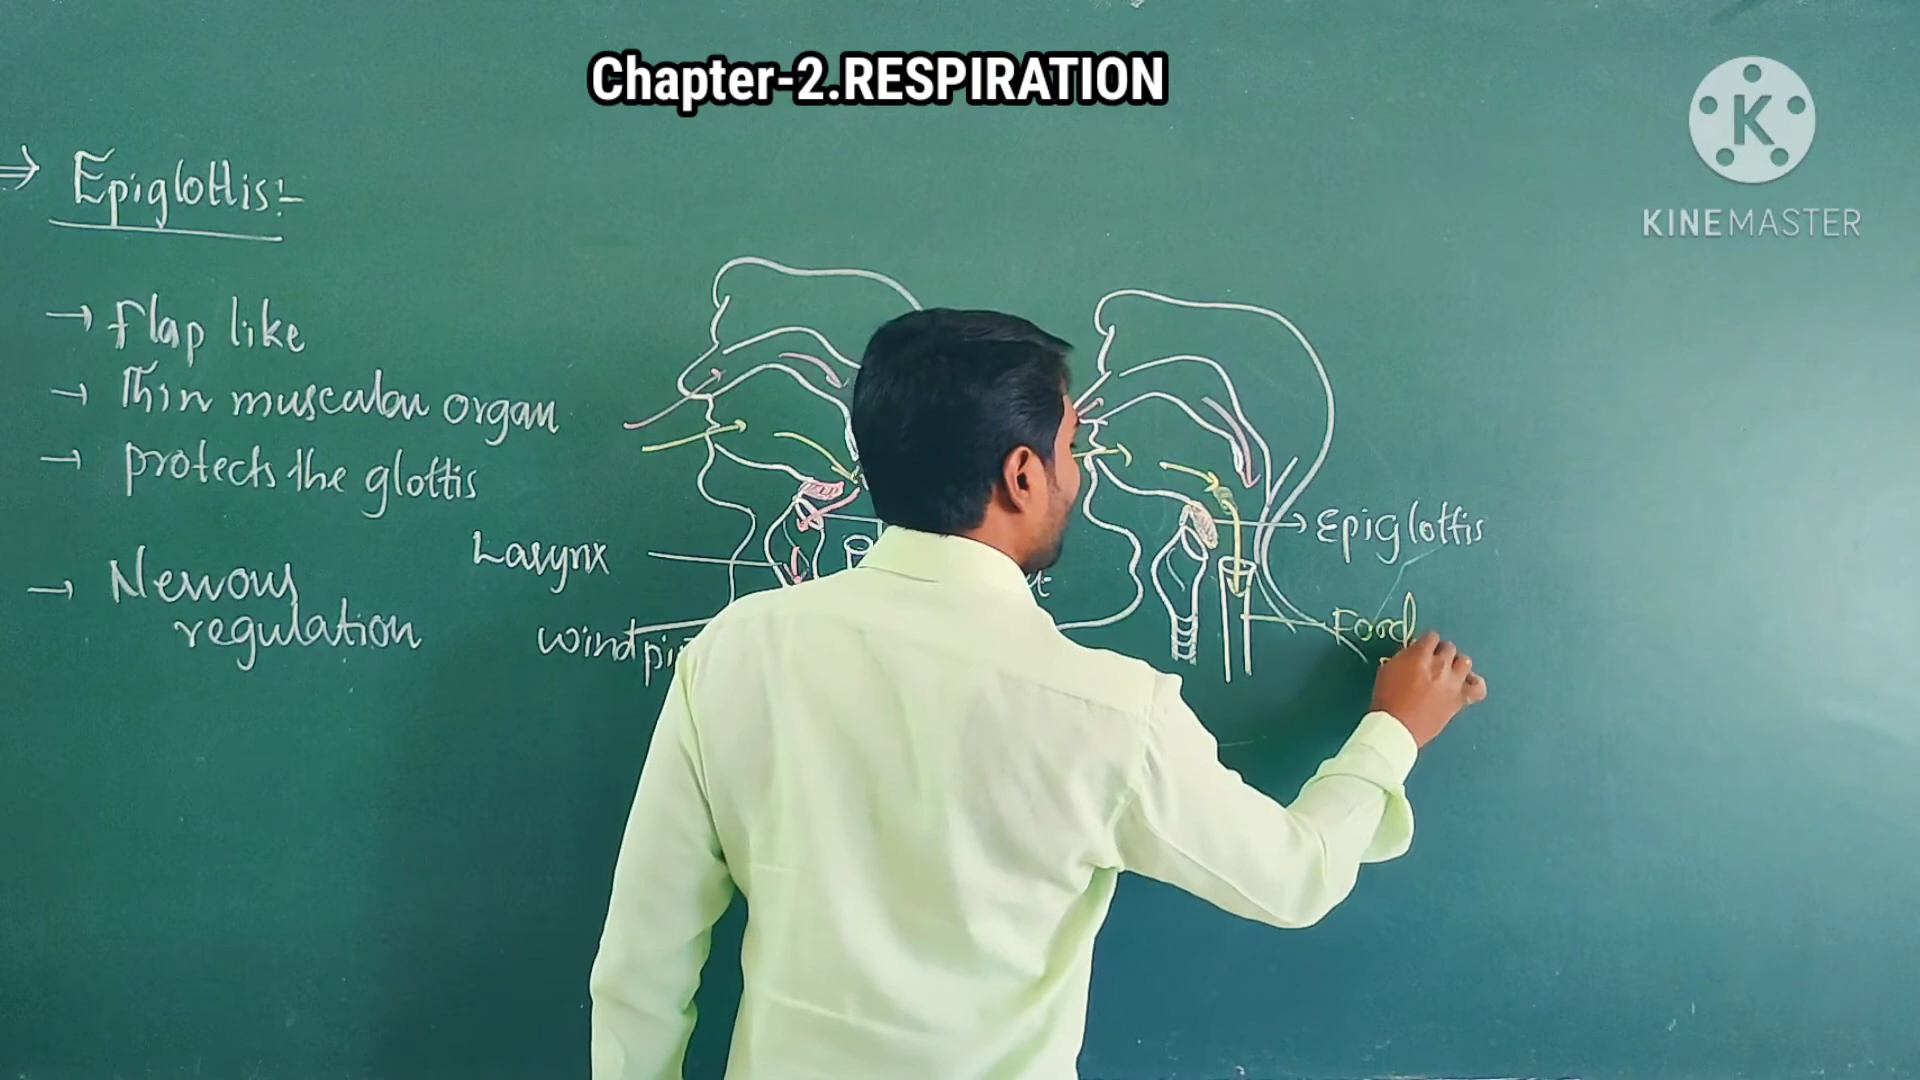 Chapter-2.RESPIRATION
KINEMASTER
⇒ Epiglottis:-
→ flap like
→ Thin muscular organ
→ protects the glottis
→ Nervous
regulation
Larynx
Epiglottis
Food